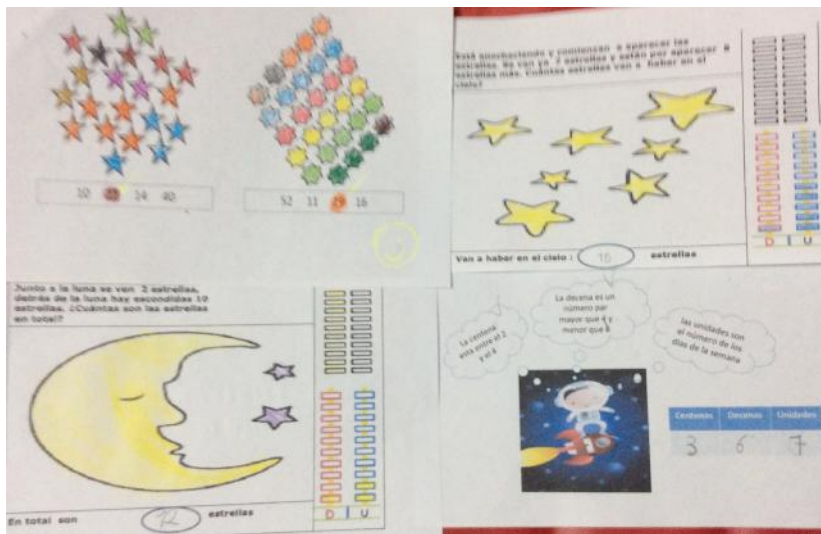 10 14 40
52 11 29 16
Está anocheciendo y comienzan a aparecer las
estrellas. Se ven ya 7 estrellas y están por aparecer 8
estrellas más. Cuántas estrellas van a haber en el
cielo?
D U
Van a haber en el cielo : estrellas
Junto a la luna se ven 2 estrellas,
detrás de la luna hay escondidas 10
estrellas. ¿Cuántas son las estrellas
en total?
D U
En total son 12 estrellas
La centena
esta entre el 2
y el 4
La decena es un
número par
mayor que 4 y
menor que 8
las unidades son
el número de los
días de la semana
Centenas Decenas Unidades
3 6 7